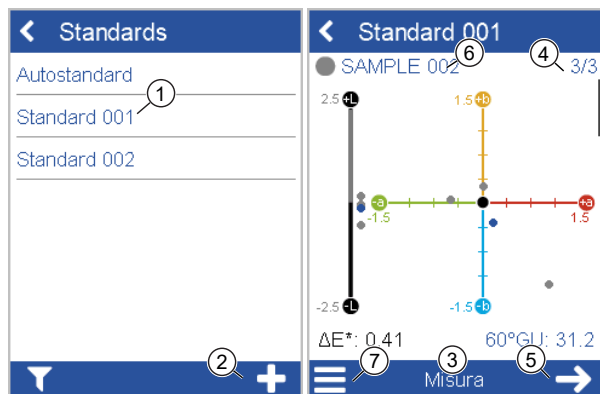 Standards
Autostandard
1
Standard 001
Standard 002
2
Standard 001
6
4
SAMPLE 002
3/3
2.5 +L
1.5 +b
-a
+a
-1.5
1.5
-2.5 -L
-1.5 -b
ΔE*: 0.41
60°GU: 31.2
7
3
5
Misura